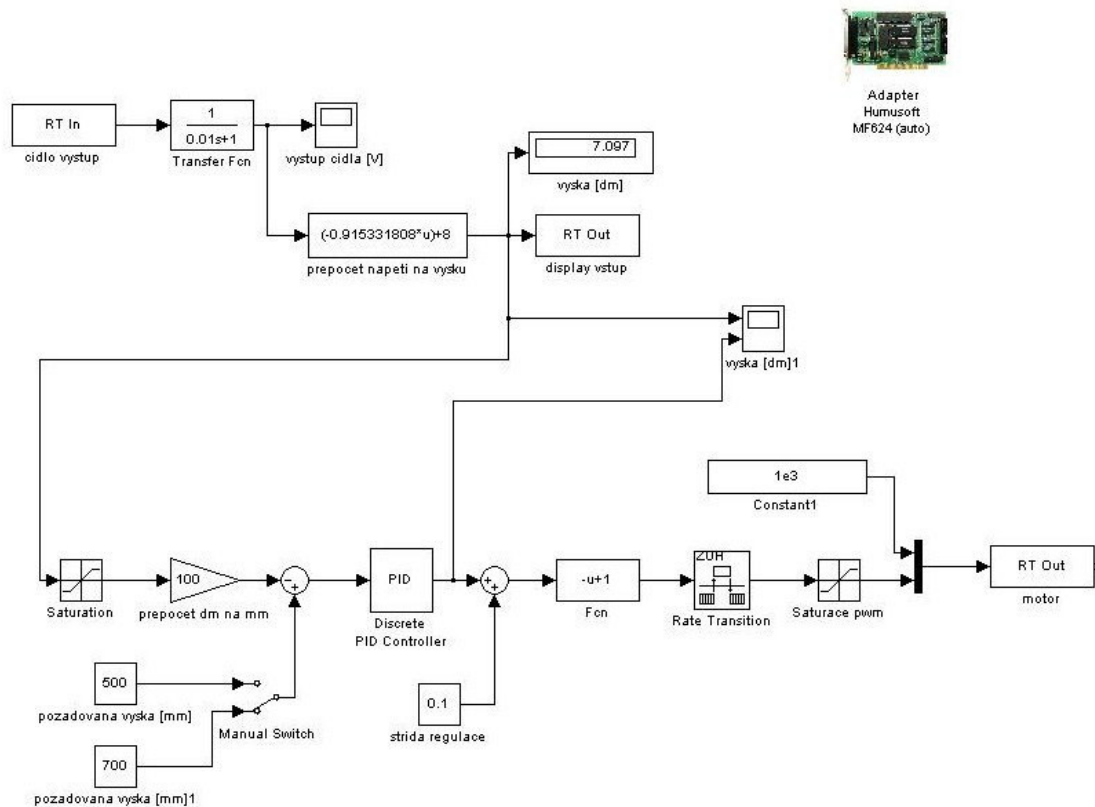 Adapter
Humusoft
MF624 (auto)
RT In
cidlo vystup
1
0.01s+1
Transfer Fcn
vystup cidla [V]
7.097
vyska [dm]
(-0.915331808*u)+8
prepocet napeti na vysku
RT Out
display vstup
vyska [dm]1
1e3
Constant1
Saturation
100
prepocet dm na mm
PID
Discrete
PID Controller
-u+1
Fcn
ZOH
Rate Transition
Saturace pwm
RT Out
motor
500
pozadovana vyska [mm]
Manual Switch
0.1
strida regulace
700
pozadovana vyska [mm]1